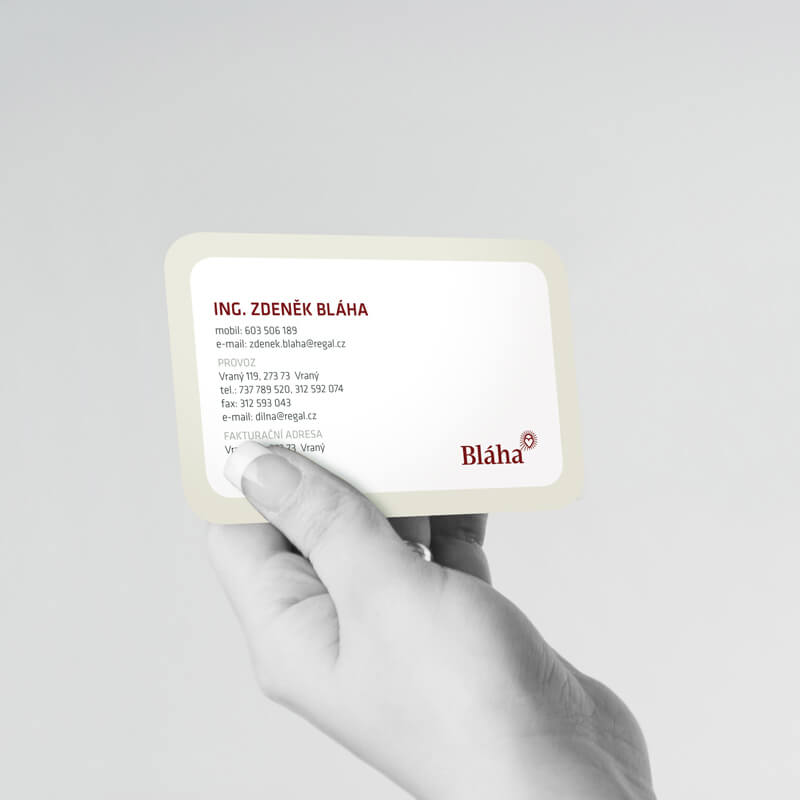 ING. ZDENĚK BLÁHA
mobil: 603 506 189
e-mail: zdenek.blaha@regal.cz
PROVOZ
Vraný 119, 273 73 Vraný
tel.: 737 789 520, 312 592 074
fax: 312 593 043
e-mail: dilna@regal.cz
FAKTURAČNÍ ADRESA
73 Vraný
Bláha